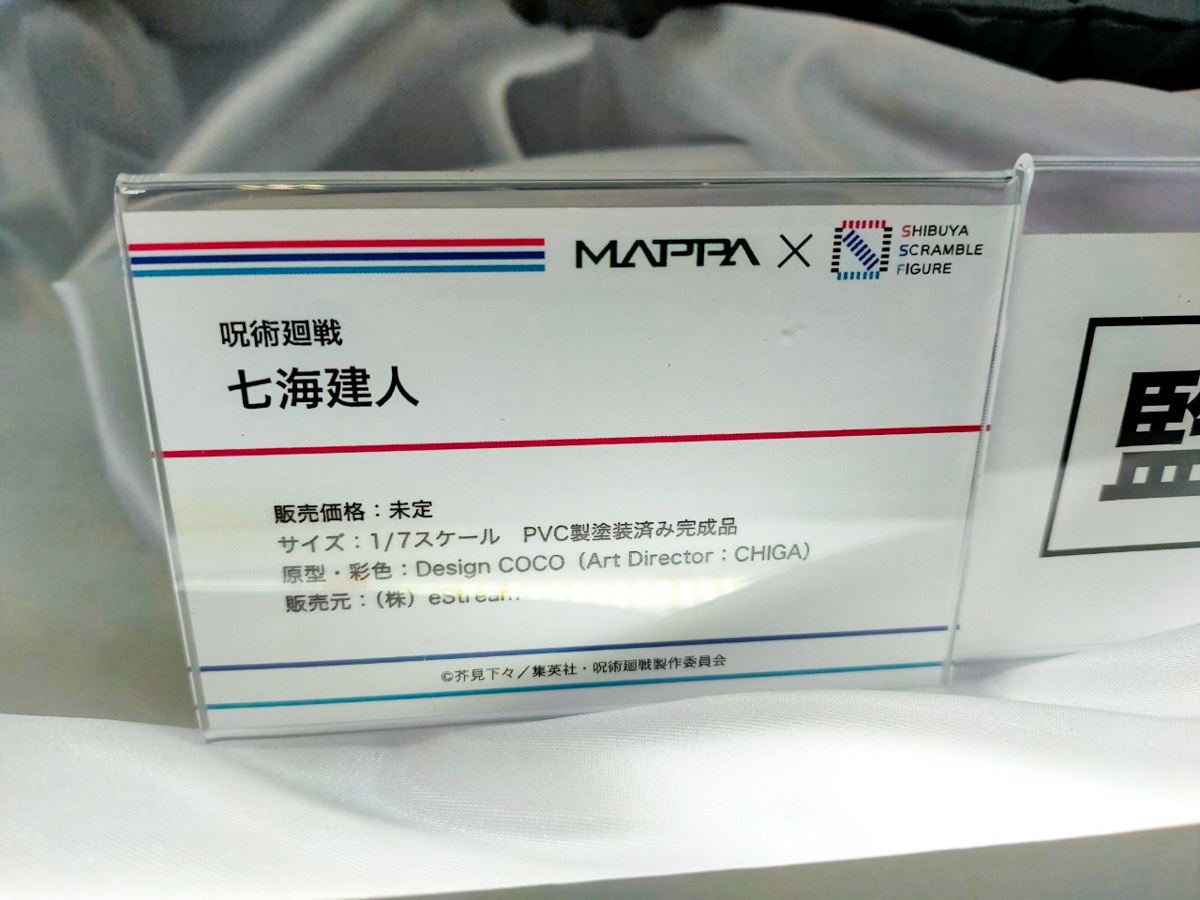 MAPPA × SHIBUYA SCRAMBLE FIGURE
呪術廻戦
七海建人
販売価格：未定
サイズ：1/7スケール　PVC製塗装済み完成品
原型・彩色：Design COCO（Art Director：CHIGA）
販売元：（株）eStream
©芥見下々／集英社・呪術廻戦製作委員会
監